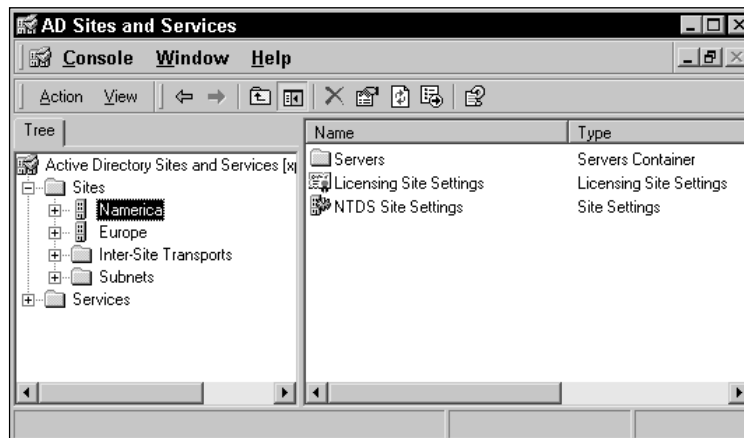 AD Sites and Services
Console Window Help
Action View
Tree
Active Directory Sites and Services
Sites
Namerica
Europe
Inter-Site Transports
Subnets
Services
Name Type
Servers Servers Container
Licensing Site Settings Licensing Site Settings
NTDS Site Settings Site Settings